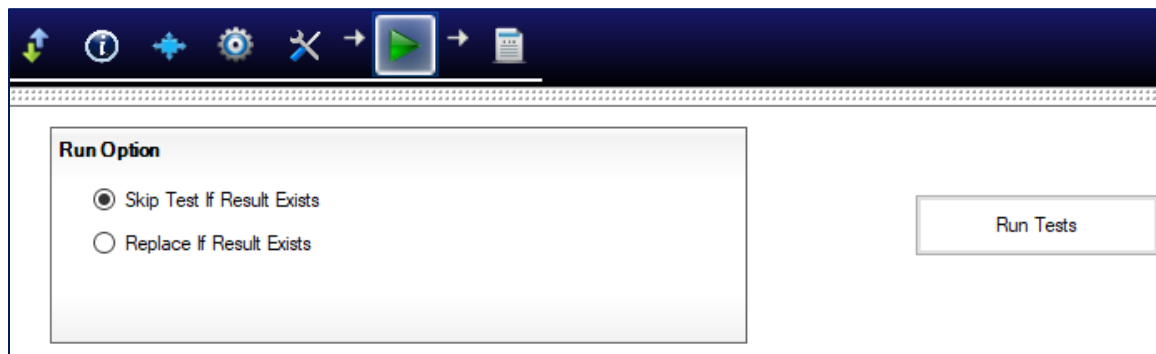 Run Option
Skip Test If Result Exists
Replace If Result Exists
Run Tests